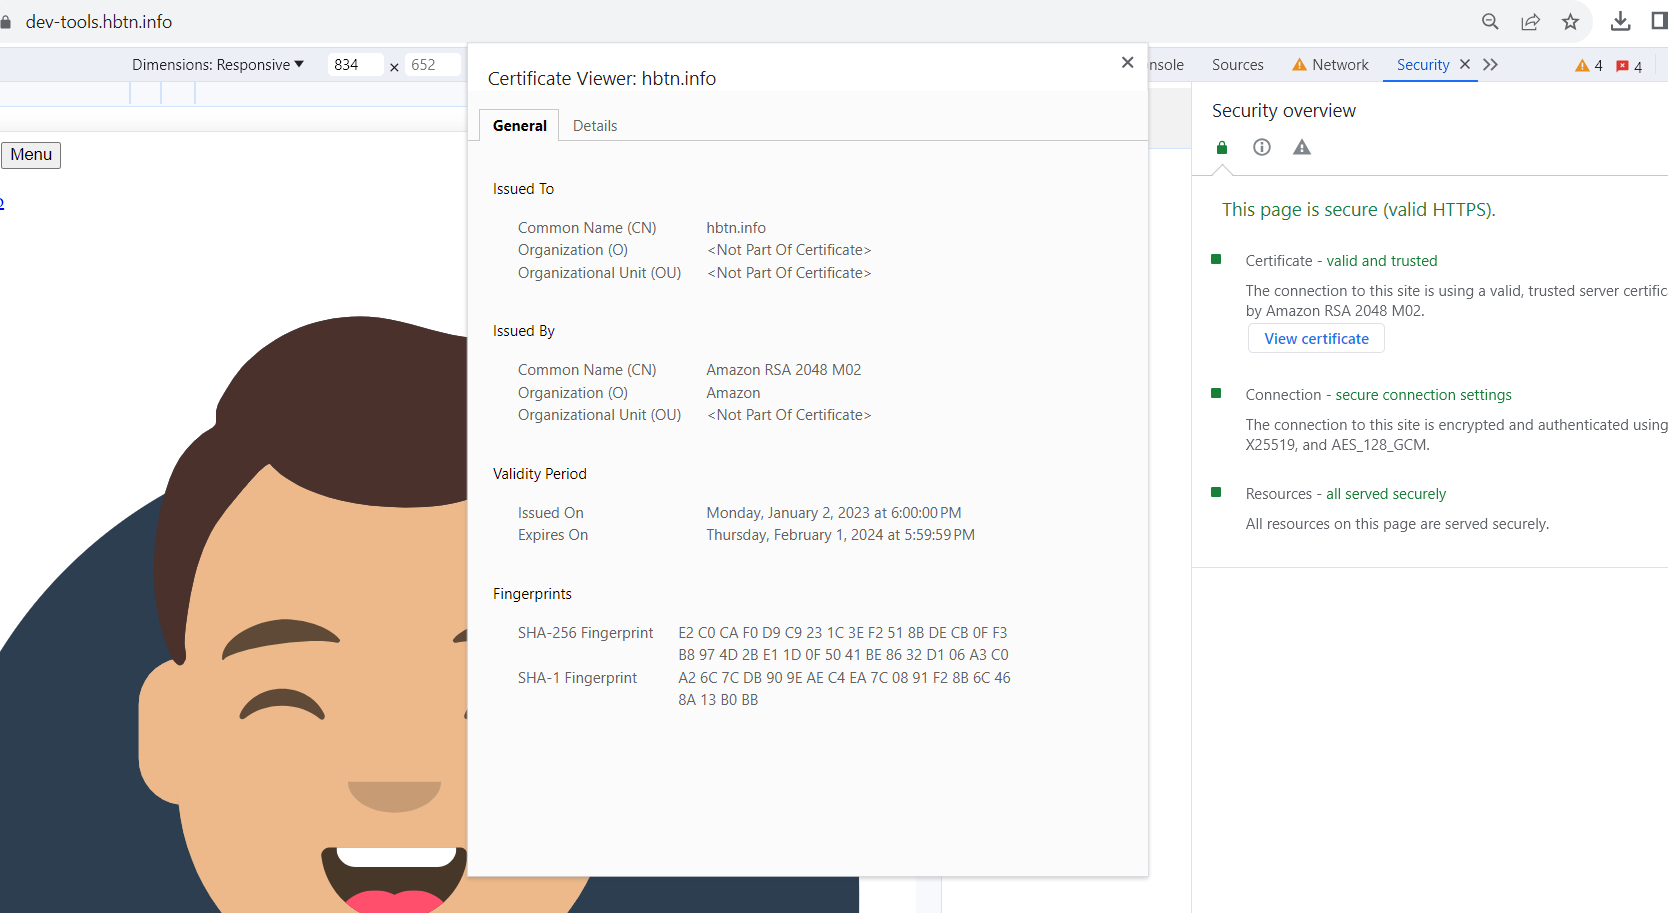 dev-tools.hbtn.info
Dimensions: Responsive 834 × 652
Sources Network Security 4 4
Menu
Certificate Viewer: hbtn.info
General Details
Issued To
Common Name (CN) hbtn.info
Organization (O) <Not Part Of Certificate>
Organizational Unit (OU) <Not Part Of Certificate>
Issued By
Common Name (CN) Amazon RSA 2048 M02
Organization (O) Amazon
Organizational Unit (OU) <Not Part Of Certificate>
Validity Period
Issued On Monday, January 2, 2023 at 6:00:00 PM
Expires On Thursday, February 1, 2024 at 5:59:59 PM
Fingerprints
SHA-256 Fingerprint E2 C0 CA F0 D9 C9 23 1C 3E F2 51 8B DE CB 0F F3
B8 97 4D 2B E1 1D 0F 50 41 BE 86 32 D1 06 A3 C0
SHA-1 Fingerprint A2 6C 7C DB 90 9E AE C4 EA 7C 08 91 F2 8B 6C 46
8A 13 B0 BB
Security overview
This page is secure (valid HTTPS).
Certificate - valid and trusted
The connection to this site is using a valid, trusted server
by Amazon RSA 2048 M02.
View certificate
Connection - secure connection settings
The connection to this site is encrypted and authenticated using
X25519, and AES_128_GCM.
Resources - all served securely
All resources on this page are served securely.